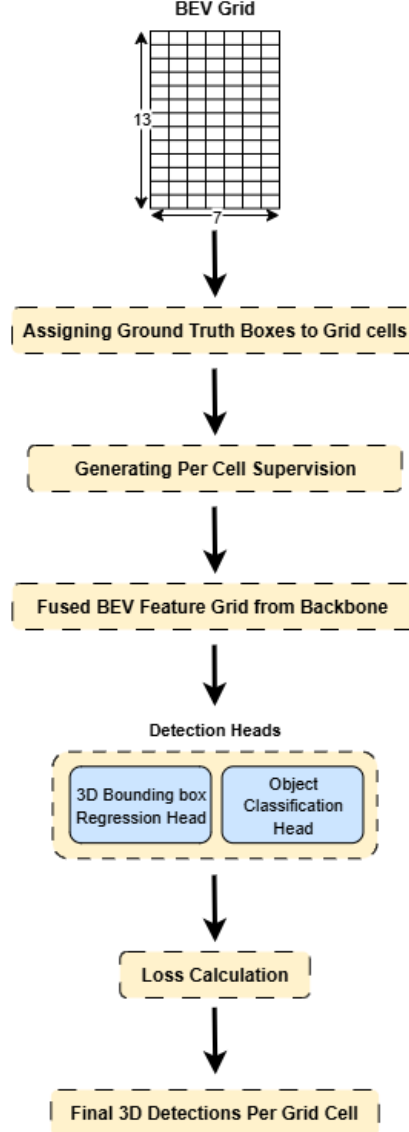 BEV Grid
13
7
Assigning Ground Truth Boxes to Grid cells
Generating Per Cell Supervision
Fused BEV Feature Grid from Backbone
Detection Heads
3D Bounding box
Regression Head
Object
Classification
Head
Loss Calculation
Final 3D Detections Per Grid Cell